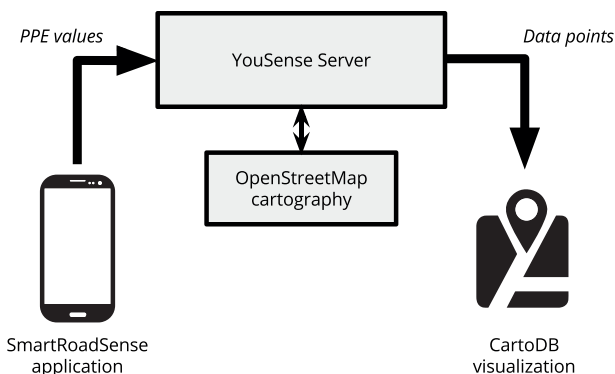 PPE values
Data points
YouSense Server
OpenStreetMap
cartography
SmartRoadSense
application
CartoDB
visualization